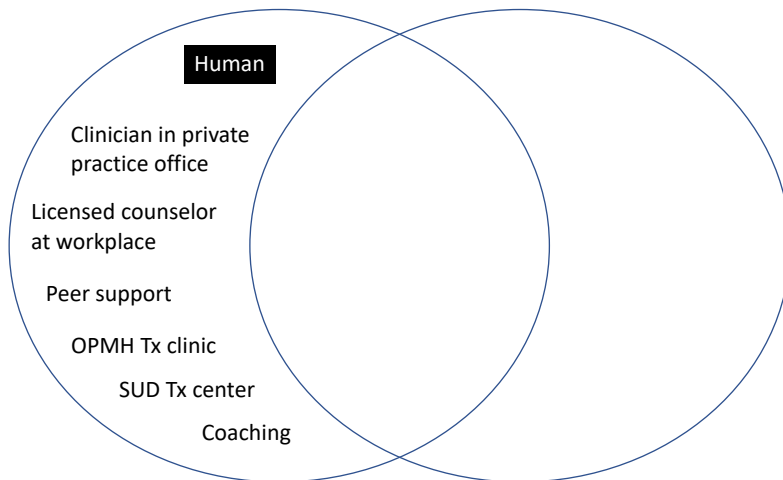 Human
Clinician in private
practice office
Licensed counselor
at workplace
Peer support
OPMH Tx clinic
SUD Tx center
Coaching